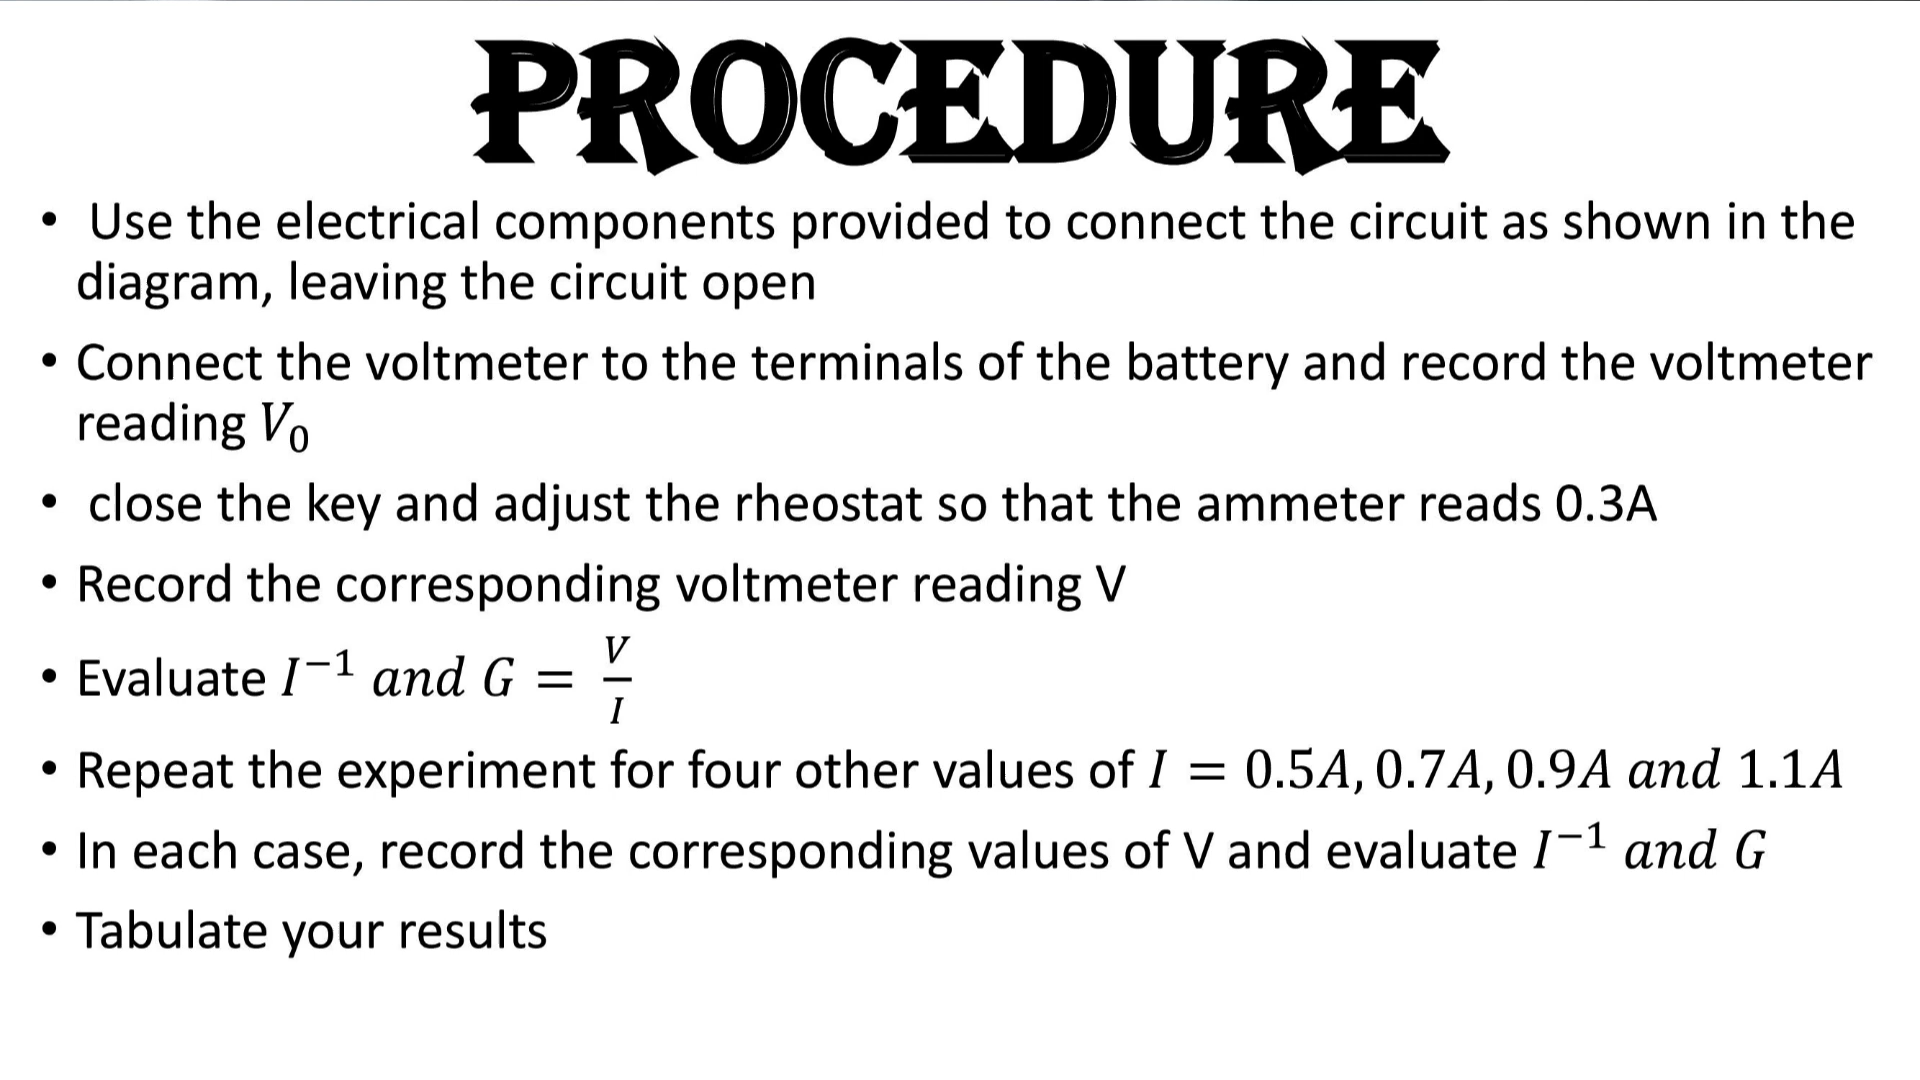 PROCEDURE
• Use the electrical components provided to connect the circuit as shown in the
diagram, leaving the circuit open
• Connect the voltmeter to the terminals of the battery and record the voltmeter
reading V₀
• close the key and adjust the rheostat so that the ammeter reads 0.3A
• Record the corresponding voltmeter reading V
• Evaluate I⁻¹ and G = V/I
• Repeat the experiment for four other values of I = 0.5A, 0.7A, 0.9A and 1.1A
• In each case, record the corresponding values of V and evaluate I⁻¹ and G
• Tabulate your results